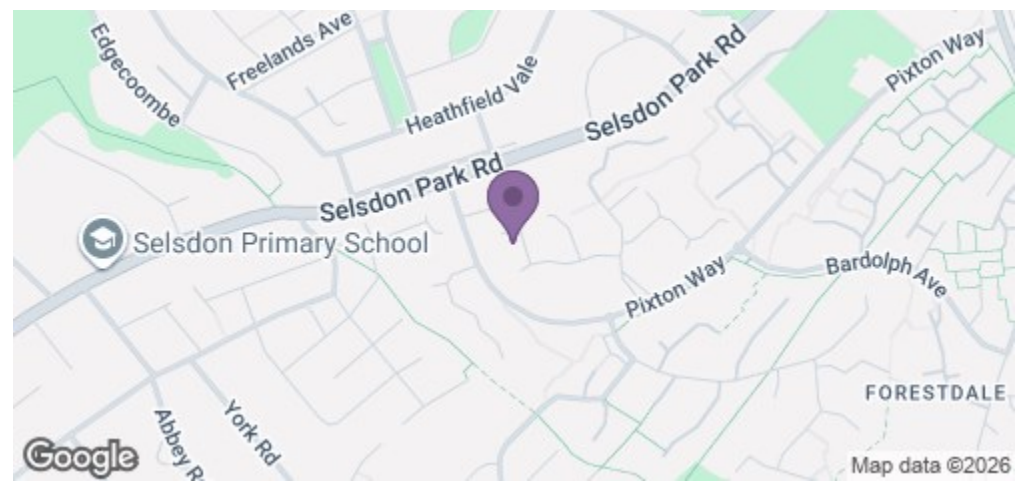 Edgecoombe
Freelands Ave
Heathfield Vale
Selsdon Park Rd
Pixton Way
Selsdon Park Rd
Selsdon Primary School
Bardolph Ave
Pixton Way
FORESTDALE
York Rd
Abbey R
Google
Map data ©2026